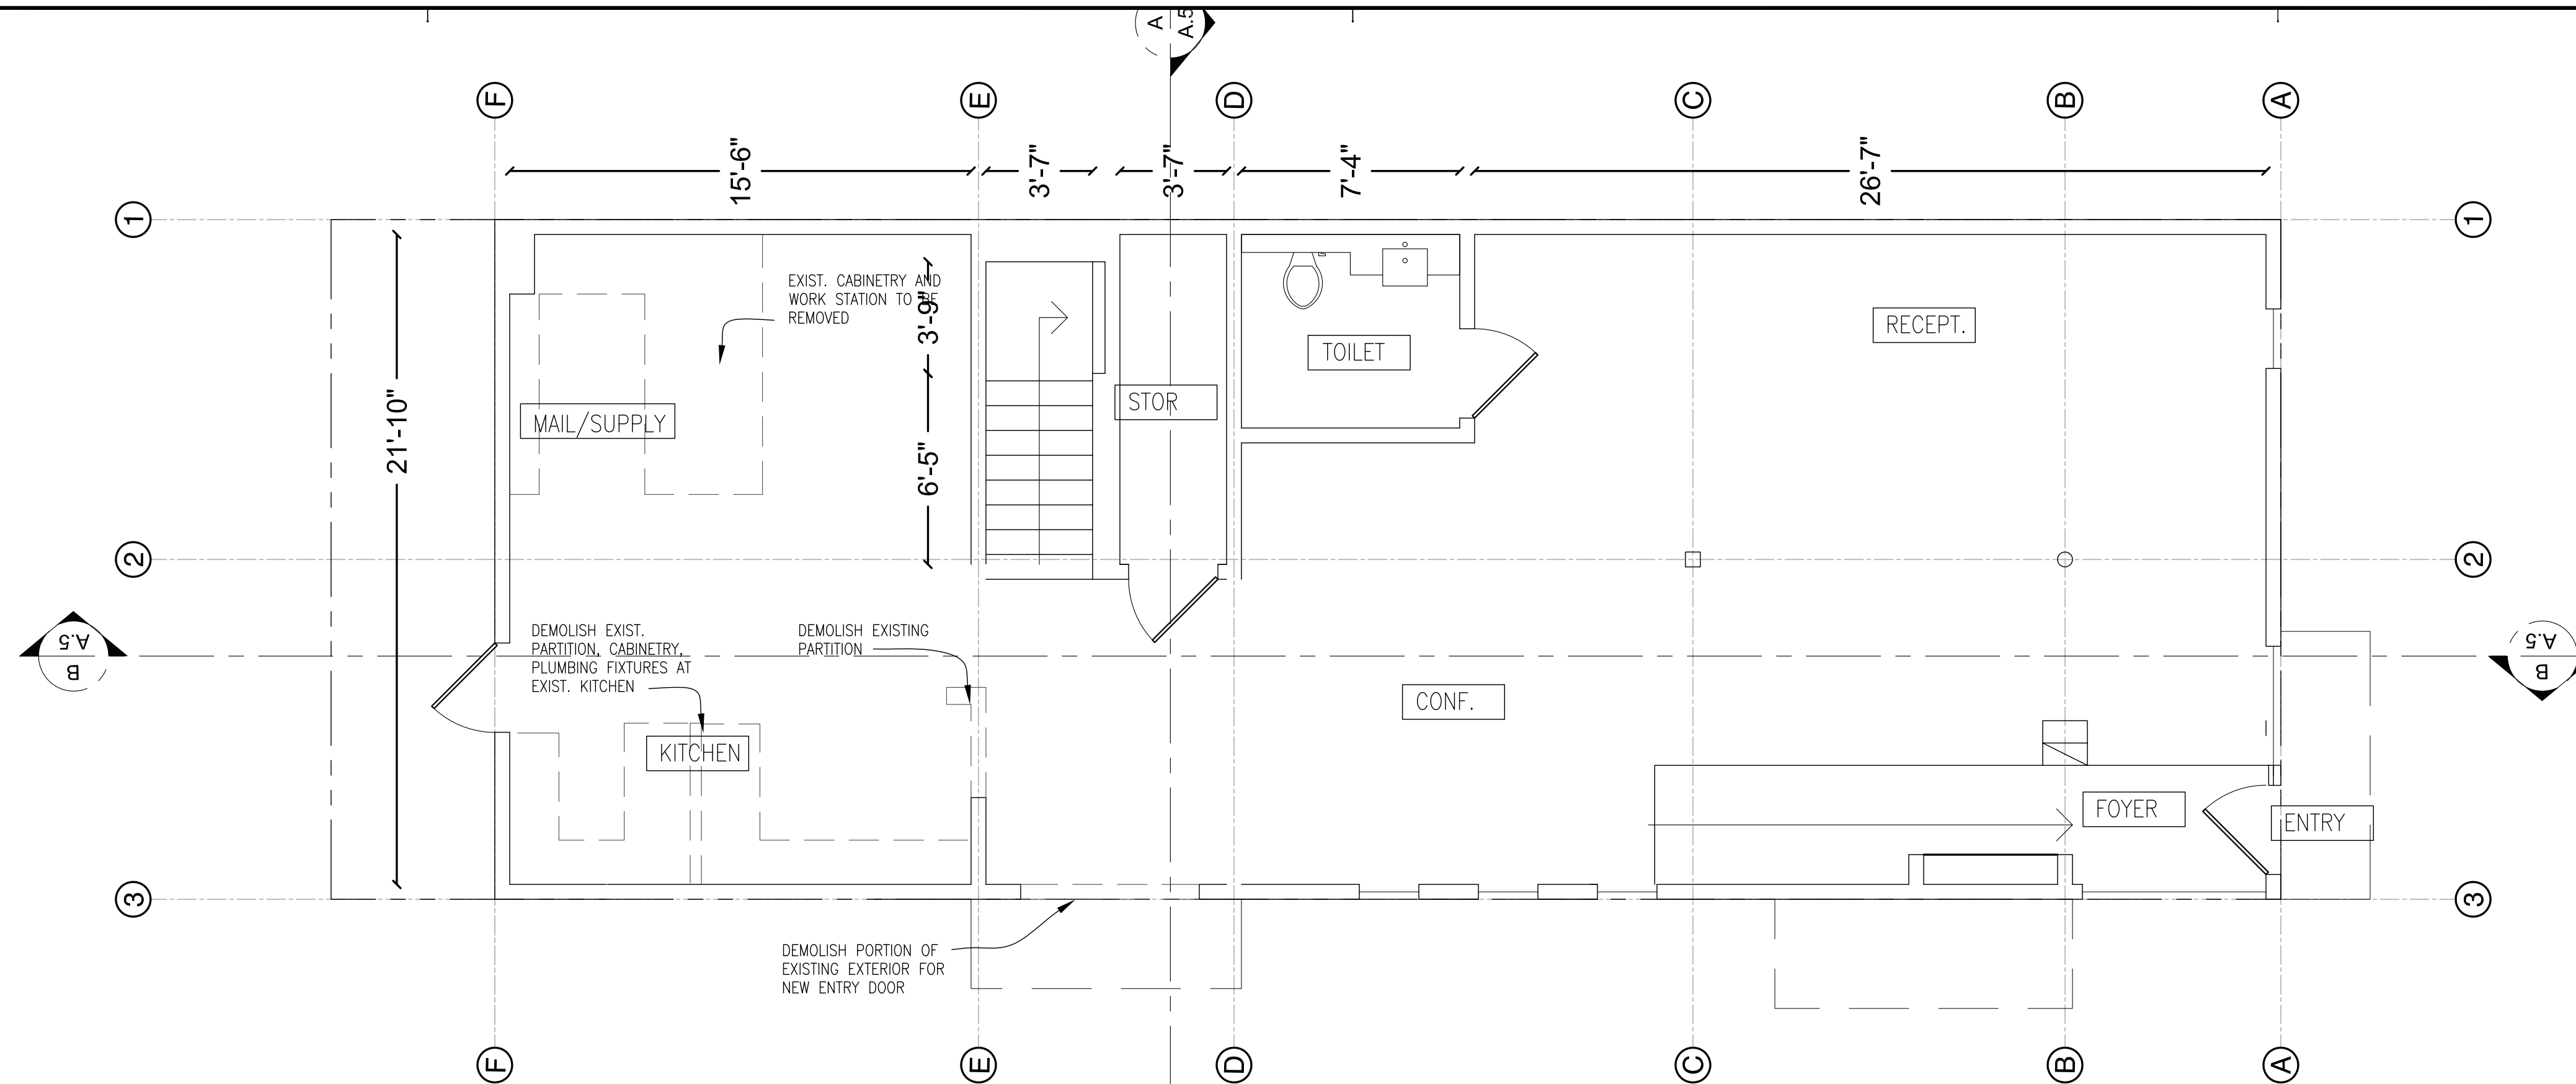 A
A.5
F
E
D
C
B
A
15'-6"
3'-7"
3'-7"
7'-4"
26'-7"
1
1
EXIST. CABINETRY AND
WORK STATION TO BE
REMOVED
3'-9"
RECEPT.
TOILET
STOR
MAIL/SUPPLY
21'-10"
6'-5"
2
2
A.5
B
DEMOLISH EXIST.
PARTITION, CABINETRY,
PLUMBING FIXTURES AT
EXIST. KITCHEN
DEMOLISH EXISTING
PARTITION
A.5
B
CONF.
KITCHEN
FOYER
ENTRY
3
3
DEMOLISH PORTION OF
EXISTING EXTERIOR FOR
NEW ENTRY DOOR
F
E
D
C
B
A